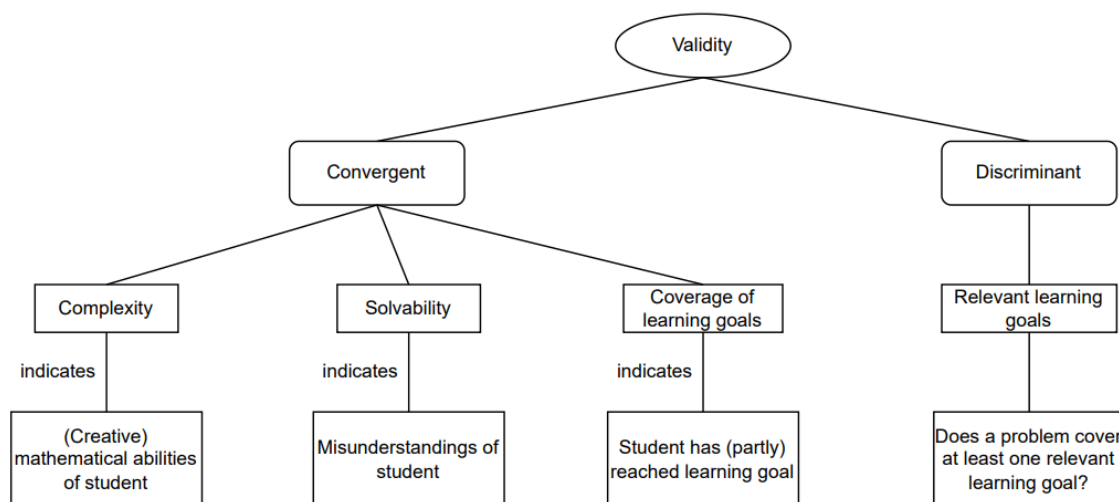 Validity
Convergent
Discriminant
Complexity
Solvability
Coverage of
learning goals
Relevant learning
goals
indicates
indicates
indicates
(Creative)
mathematical abilities
of student
Misunderstandings of
student
Student has (partly)
reached learning goal
Does a problem cover
at least one relevant
learning goal?